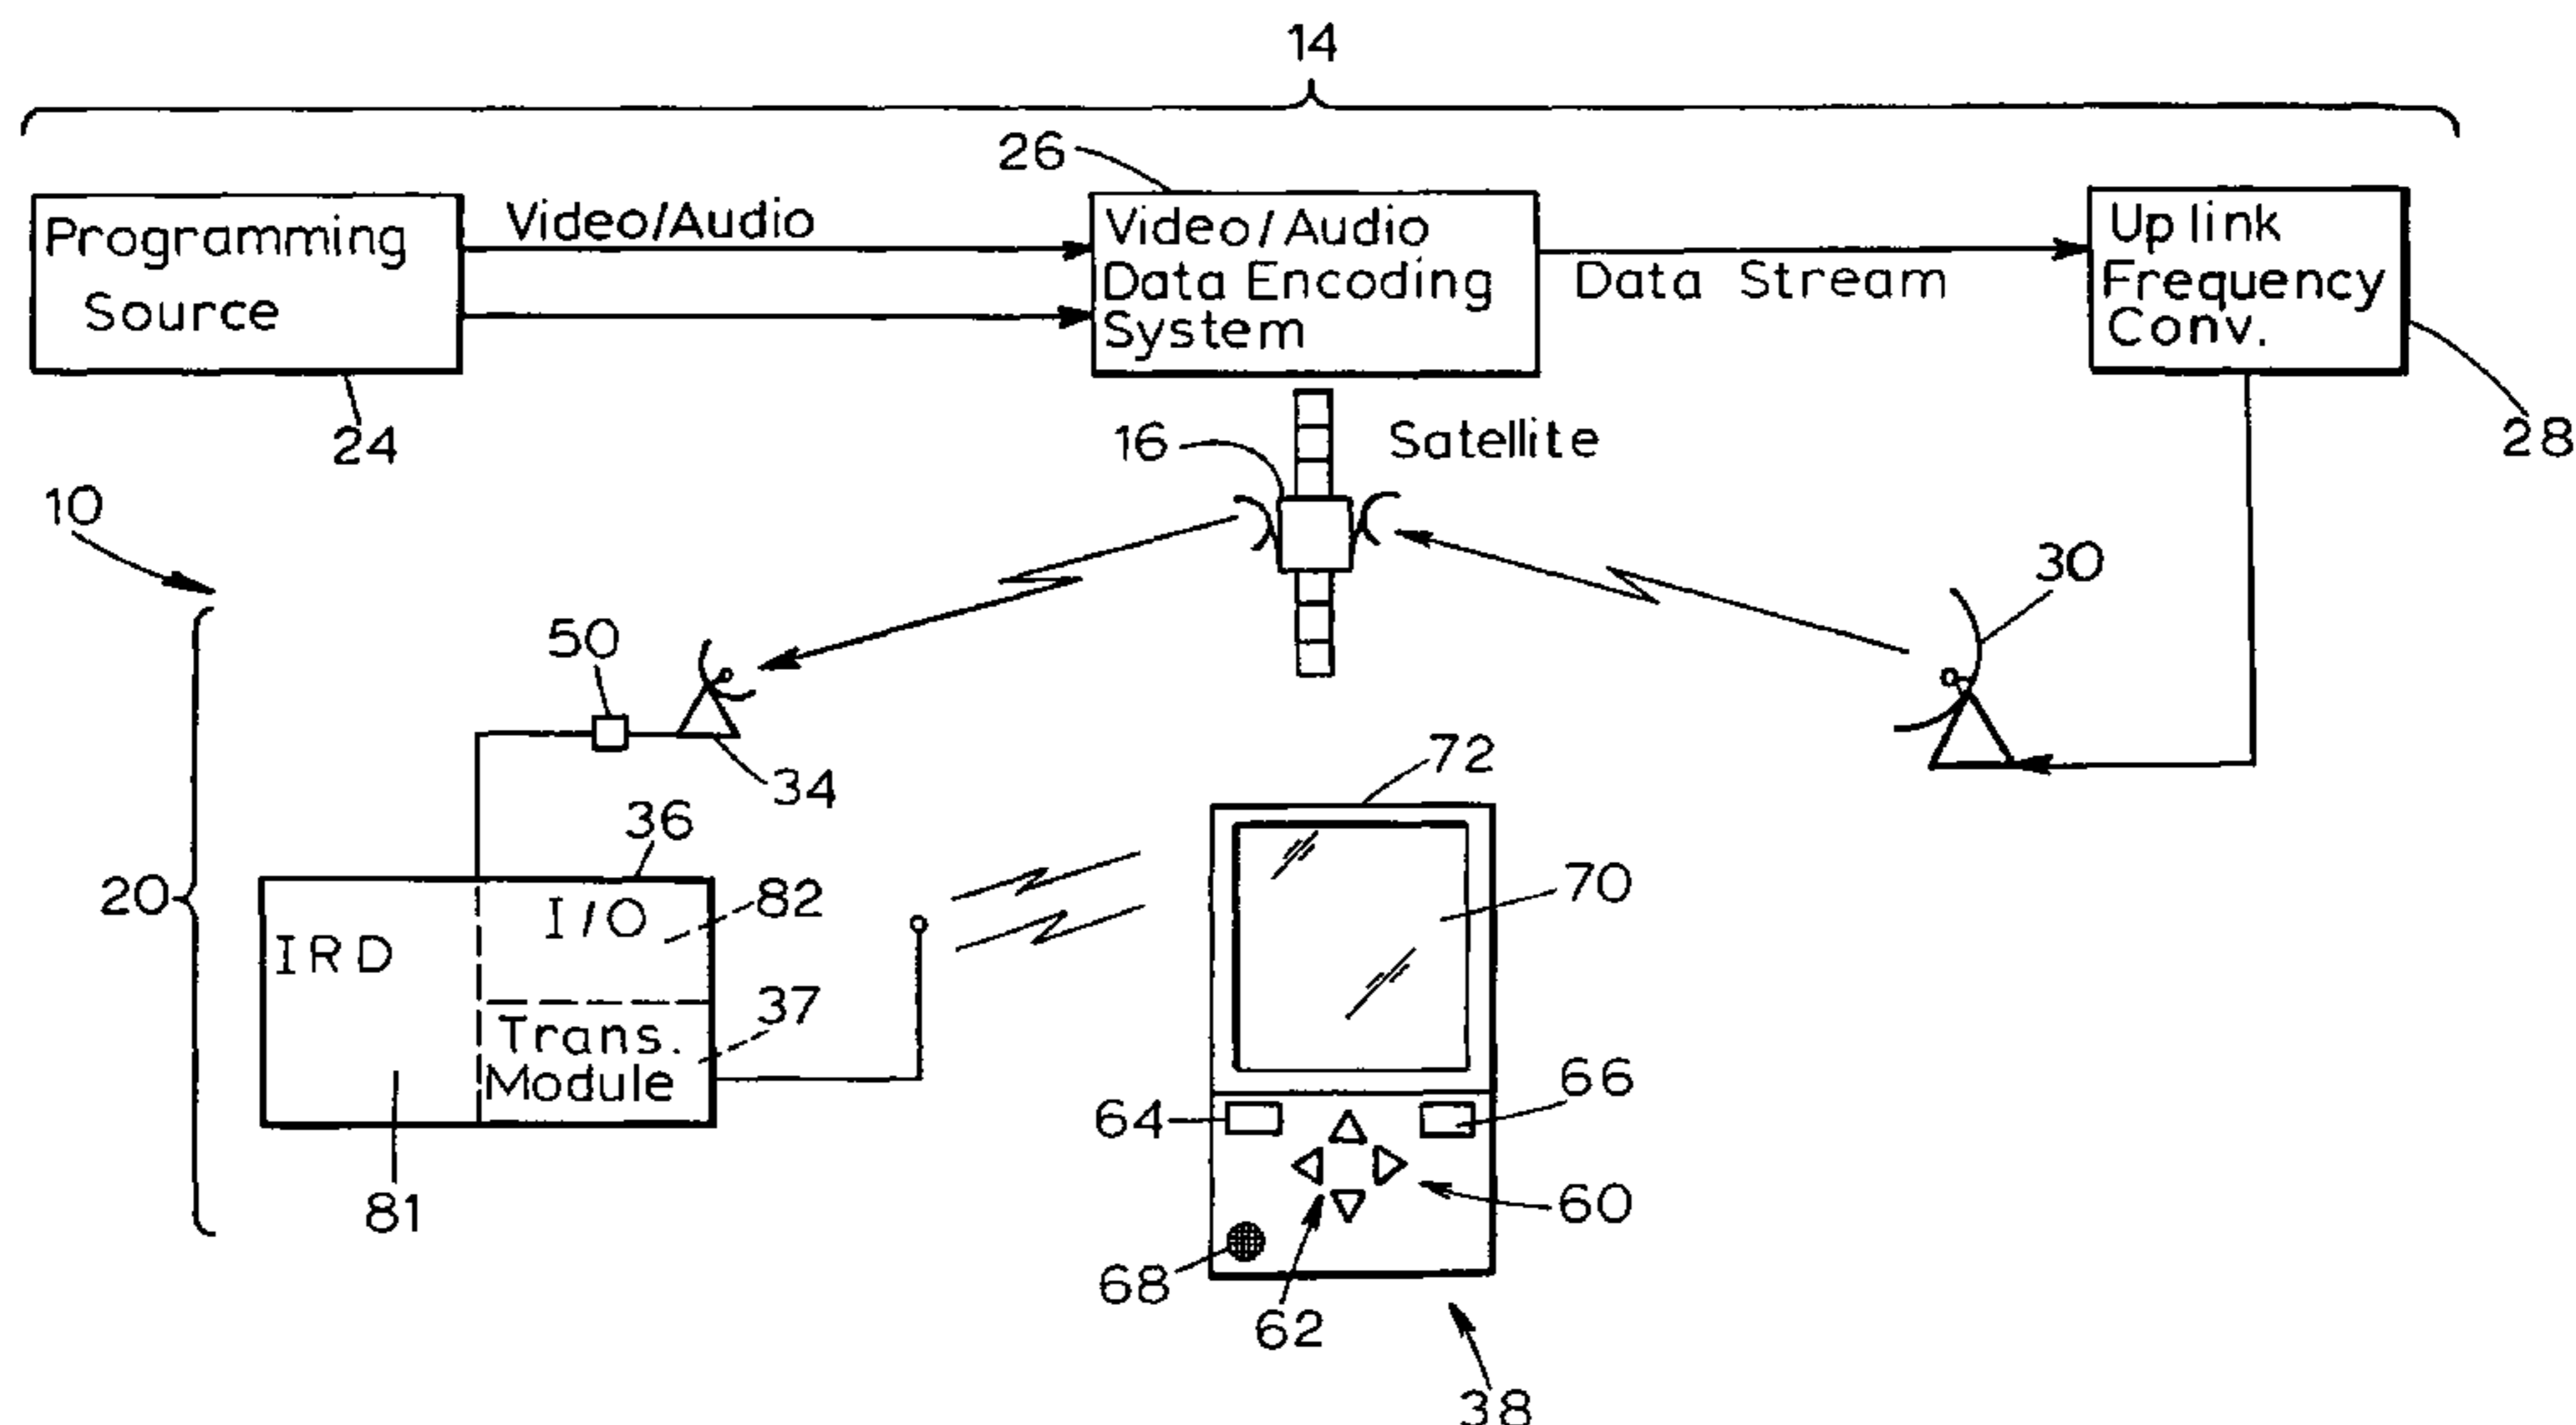 14
26
Programming
Source
Video/Audio
Video/Audio
Data Encoding
System
Data Stream
Uplink
Frequency
Conv.
24
16
Satellite
28
10
30
50
34
72
36
20
I/O
82
70
IRD
37
Trans.
Module
64
66
81
60
68
62
38